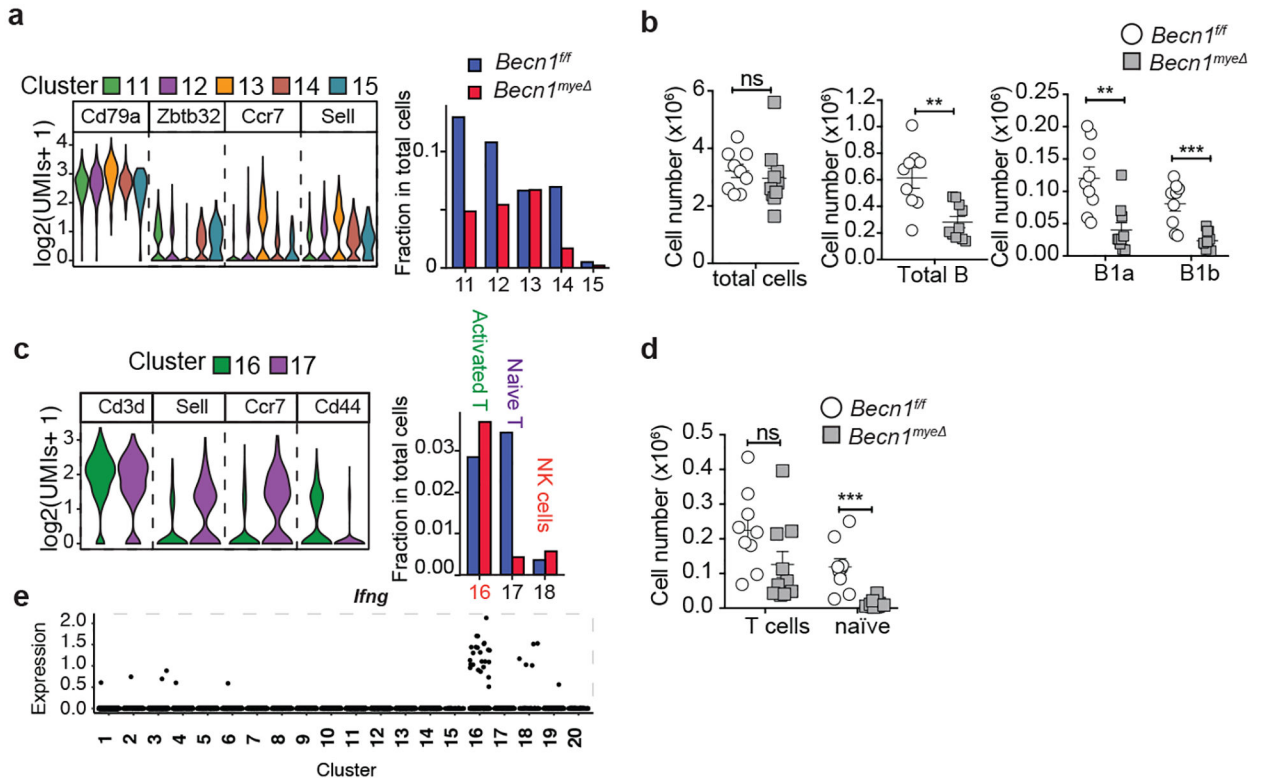 a
Cluster 11 12 13 14 15
Cd79a Zbtb32 Ccr7 Sell
log2(UMIs+ 1)
4
3
2
1
0
Becn1f/f
Becn1myeΔ
Fraction in total cells
0.1
0
11 12 13 14 15
b
Becn1f/f
Becn1myeΔ
Cell number (x10⁶)
6
4
2
0
ns
total cells
Cell number (x10⁶)
1.2
1.0
0.8
0.6
0.4
0.2
0.0
**
Total B
Cell number (x10⁶)
0.25
0.20
0.15
0.10
0.05
0.00
**
***
B1a B1b
c
Cluster 16 17
Cd3d Sell Ccr7 Cd44
log2(UMIs+ 1)
3
2
1
0
Activated T
Naive T
NK cells
Fraction in total cells
0.03
0.02
0.01
0.00
16 17 18
d
Becn1f/f
Becn1myeΔ
Cell number (x10⁶)
0.5
0.4
0.3
0.2
0.1
0.0
ns
***
T cells naïve
e
Ifng
Expression
2.0
1.5
1.0
0.5
0.0
1 2 3 4 5 6 7 8 9 10 11 12 13 14 15 16 17 18 19 20
Cluster